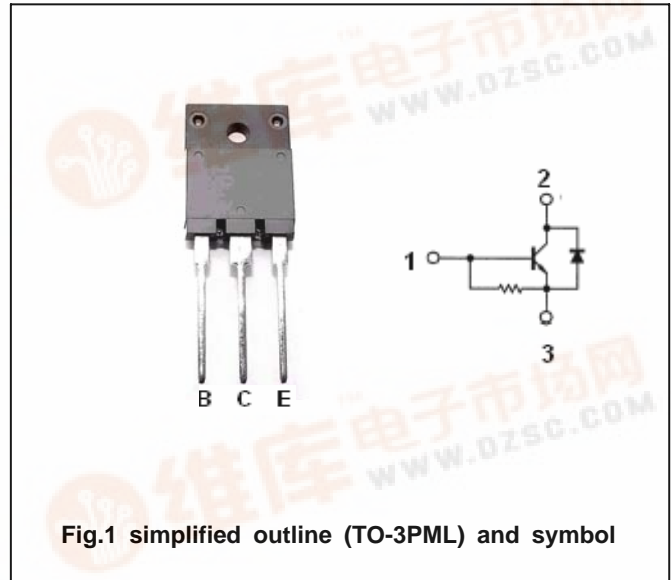 维库电子市场网
WWW.DZSC.COM
2
1
3
B C E
维库电子市场网
WWW.DZSC.COM
Fig.1 simplified outline (TO-3PML) and symbol